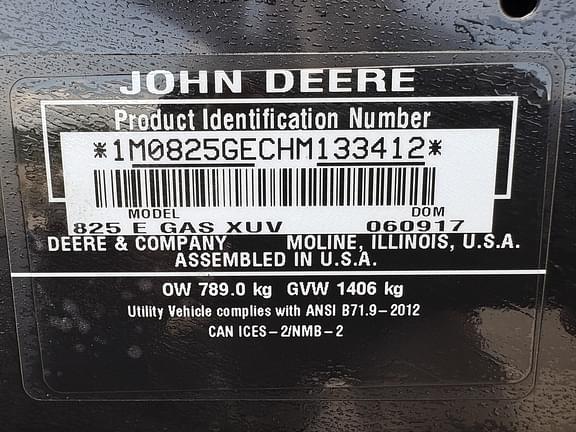 JOHN DEERE
Product Identification Number
*1M0825GECHM133412*
MODEL DOM
825 E GAS XUV 060917
DEERE & COMPANY MOLINE, ILLINOIS, U.S.A.
ASSEMBLED IN U.S.A.
OW 789.0 kg GVW 1406 kg
Utility Vehicle complies with ANSI B71.9-2012
CAN ICES-2/NMB-2